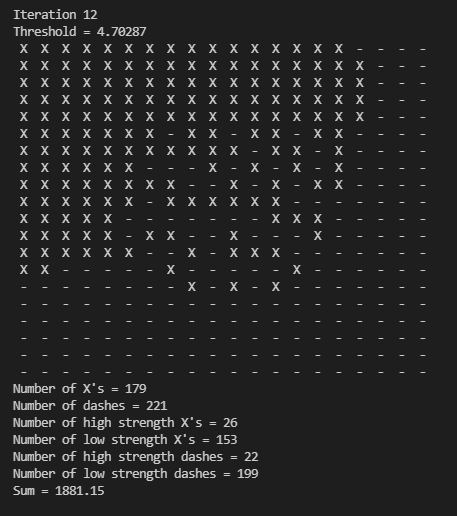 Iteration 12
Threshold = 4.70287
X X X X X X X X X X X X X X X X - - - -
X X X X X X X X X X X X X X X X X - - -
X X X X X X X X X X X X X X X X X - - -
X X X X X X X X X X X X X X X X X - - -
X X X X X X X X X X X X X X X X X - - -
X X X X X X X - X X - X X - X X - - - -
X X X X X X X X X X X - X X - X - - - -
X X X X X X - - - X - X - X - X - - - -
X X X X X X X X - - X - X - X X - - - -
X X X X X X - X X X X X X - - - - - - -
X X X X X - - - - - - - X X X - - - - -
X X X X X - X X - - X - - - X - - - - -
X X X X X X - - X - X X X - - - - - - -
X X - - - - - X - - - - - X - - - - - -
- - - - - - - - X - X - X - - - - - - -
- - - - - - - - - - - - - - - - - - - -
- - - - - - - - - - - - - - - - - - - -
- - - - - - - - - - - - - - - - - - - -
- - - - - - - - - - - - - - - - - - - -
- - - - - - - - - - - - - - - - - - - -
Number of X's = 179
Number of dashes = 221
Number of high strength X's = 26
Number of low strength X's = 153
Number of high strength dashes = 22
Number of low strength dashes = 199
Sum = 1881.15